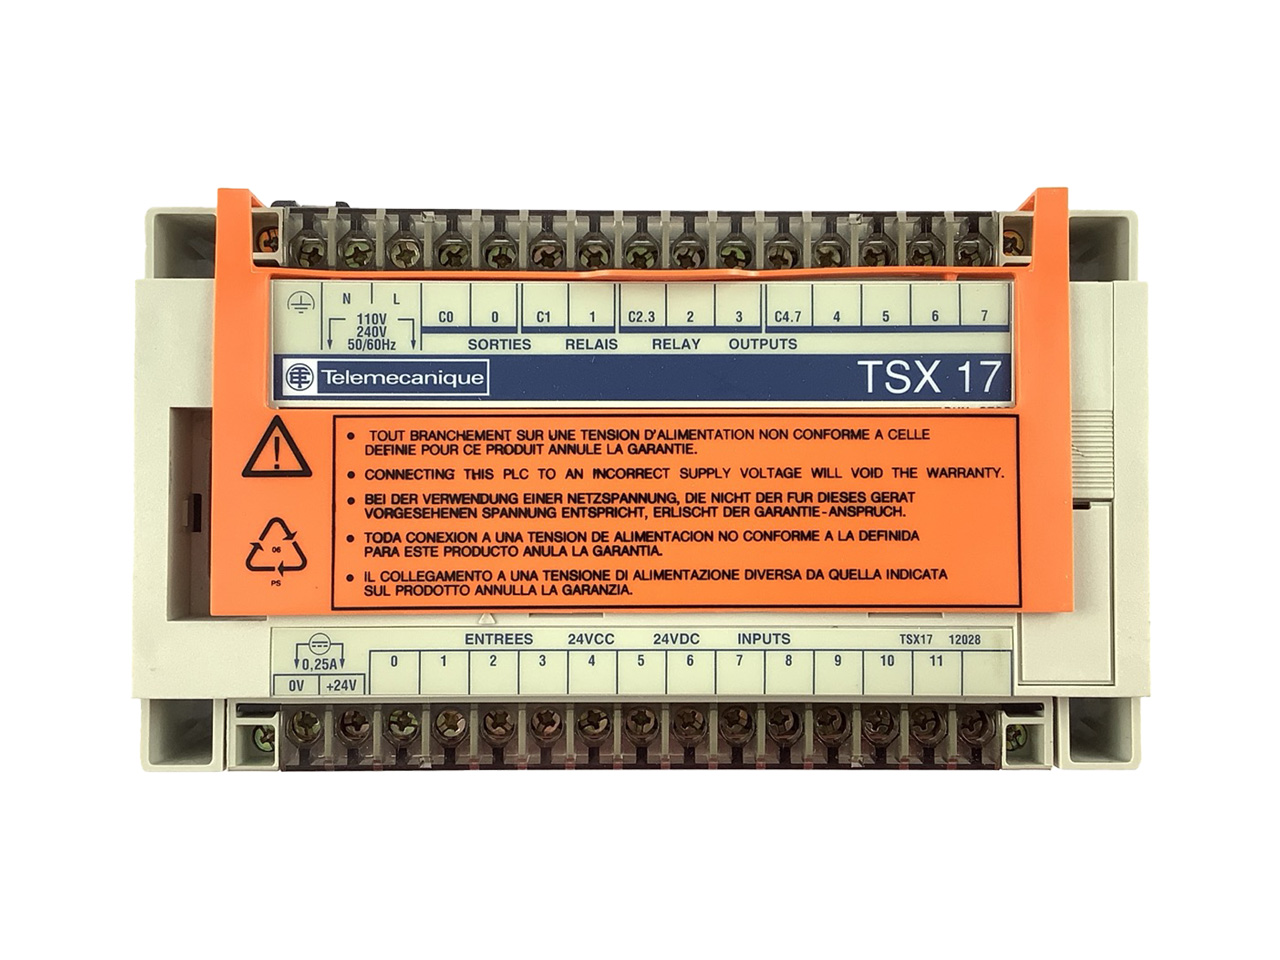 N L
110V
240V
50/60Hz
C0 0 C1 1 C2.3 2 3 C4.7 4 5 6 7
SORTIES RELAIS RELAY OUTPUTS
Telemecanique TSX 17
• TOUT BRANCHEMENT SUR UNE TENSION D'ALIMENTATION NON CONFORME A CELLE
DEFINIE POUR CE PRODUIT ANNULE LA GARANTIE.
• CONNECTING THIS PLC TO AN INCORRECT SUPPLY VOLTAGE WILL VOID THE WARRANTY.
• BEI DER VERWENDUNG EINER NETZSPANNUNG, DIE NICHT DER FUR DIESES GERAT
VORGESEHENEN SPANNUNG ENTSPRICHT, ERLISCHT DER GARANTIE-ANSPRUCH.
• TODA CONEXION A UNA TENSION DE ALIMENTACION NO CONFORME A LA DEFINIDA
PARA ESTE PRODUCTO ANULA LA GARANTIA.
• IL COLLEGAMENTO A UNA TENSIONE DI ALIMENTAZIONE DIVERSA DA QUELLA INDICATA
SUL PRODOTTO ANNULLA LA GARANZIA.
06
PS
ENTREES 24VCC 24VDC INPUTS TSX17 12028
0,25A
0V +24V
0 1 2 3 4 5 6 7 8 9 10 11